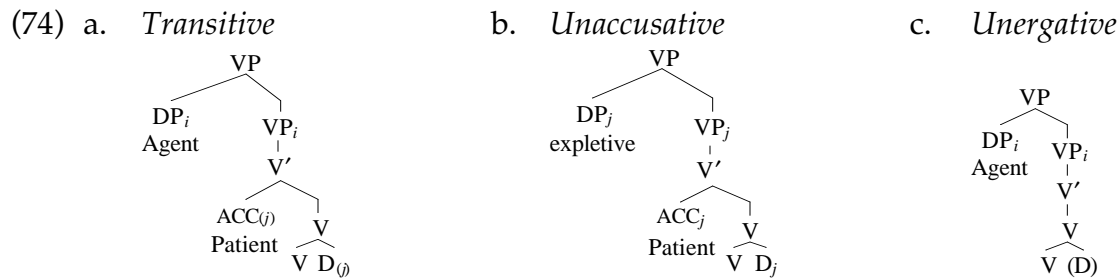 (74) a. Transitive b. Unaccusative c. Unergative
VP VP
VP
DPi DPj
Agent VPi expletive VPj DPi
Agent VPi
V′ V′
V′
ACC(j) ACCj
Patient V Patient V V
V D(j) V Dj V (D)